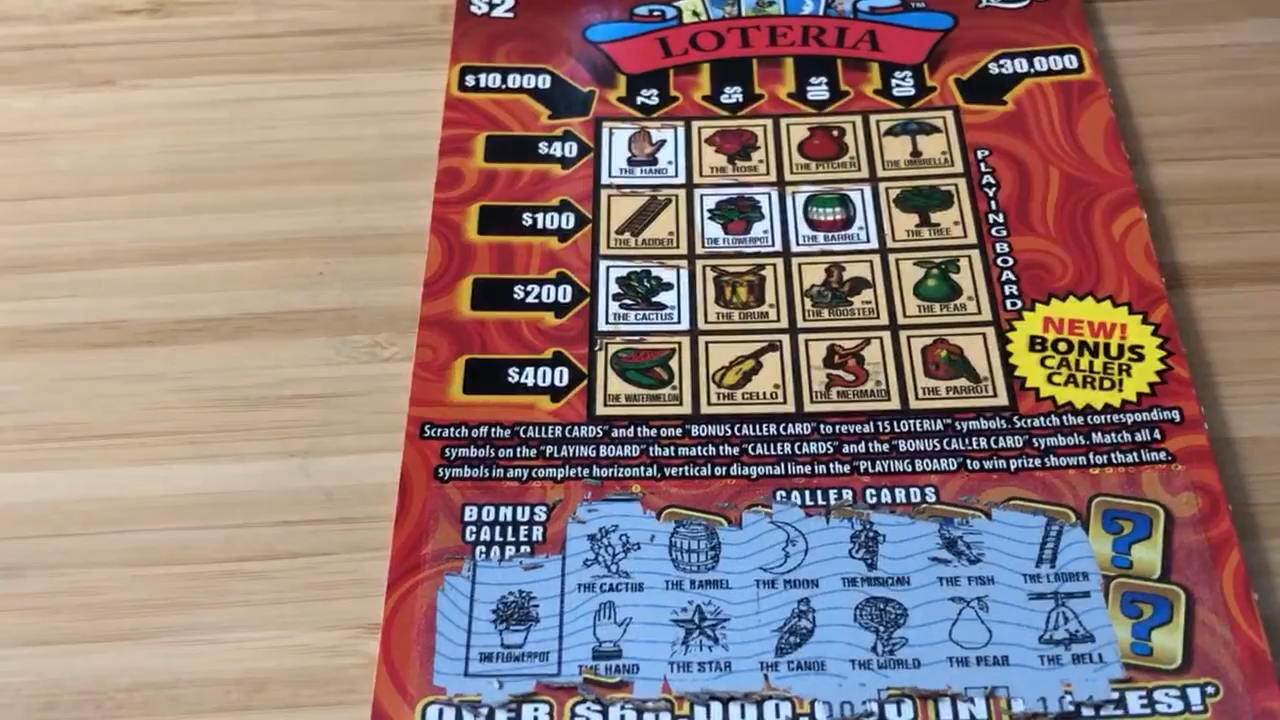 $2
™
LOTERIA
$10,000
$30,000
$2 $5 $10 $20
$40
THE HAND THE ROSE THE PITCHER THE UMBRELLA
$100
THE LADDER THE FLOWERPOT THE BARREL THE TREE
$200
THE CACTUS THE DRUM THE ROOSTER THE PEAR
$400
THE WATERMELON THE CELLO THE MERMAID THE PARROT
PLAYING BOARD
NEW!
BONUS
CALLER
CARD!
Scratch off the "CALLER CARDS" and the one "BONUS CALLER CARD" to reveal 15 LOTERIA™ symbols. Scratch the corresponding
symbols on the "PLAYING BOARD" that match the "CALLER CARDS" and the "BONUS CALLER CARD" symbols. Match all 4
symbols in any complete horizontal, vertical or diagonal line in the "PLAYING BOARD" to win prize shown for that line.
CALLER CARDS
BONUS
CALLER
CARD
THE CACTUS THE BARREL THE MOON THE MUSICIAN THE FISH THE LADDER
?
THE FLOWERPOT THE HAND THE STAR THE CANOE THE WORLD THE PEAR THE BELL
?
OVER IN PRIZES!*